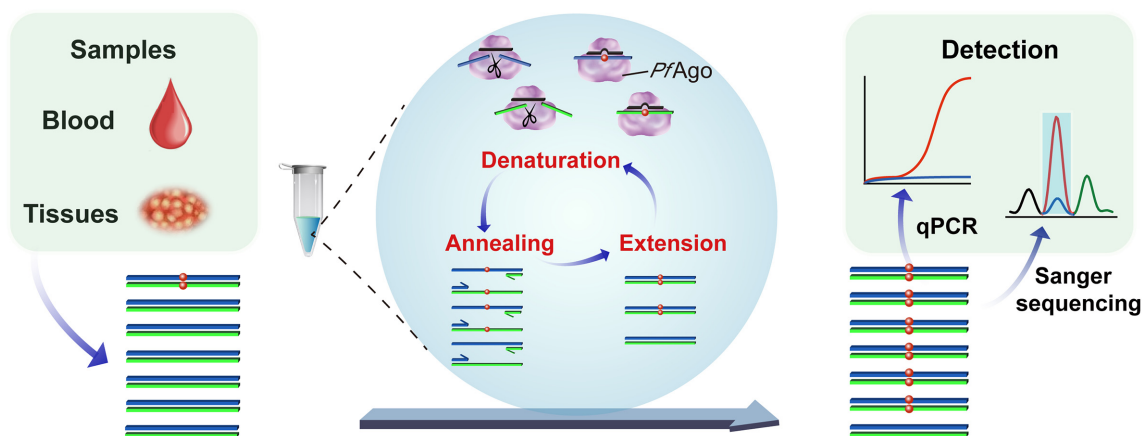 Samples
Blood
Tissues
PfAgo
Denaturation
Annealing
Extension
Detection
qPCR
Sanger
sequencing